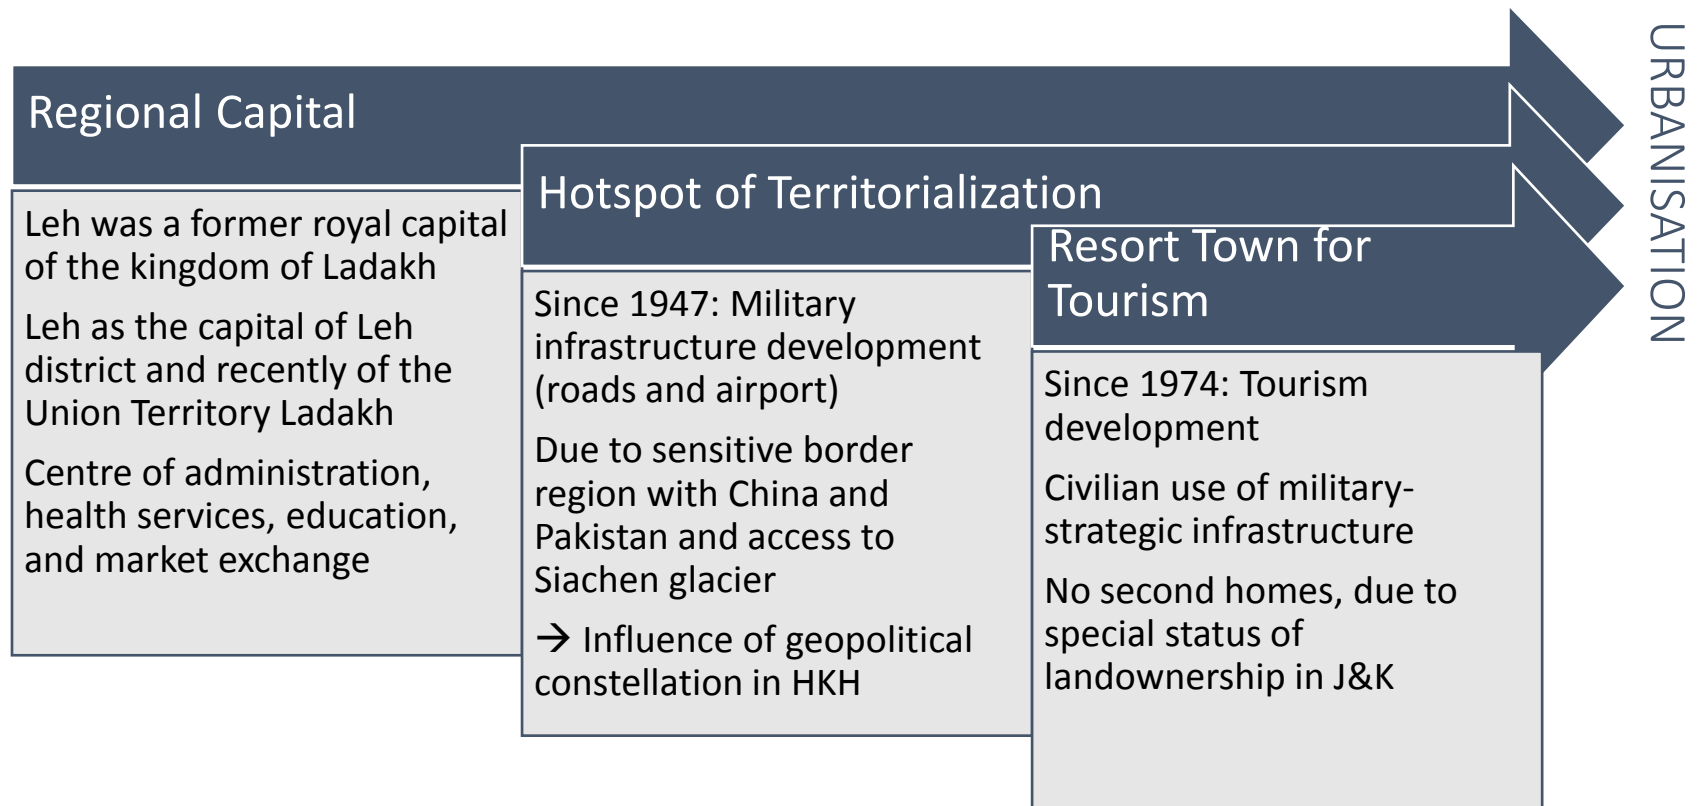 Regional Capital
Leh was a former royal capital
of the kingdom of Ladakh
Leh as the capital of Leh
district and recently of the
Union Territory Ladakh
Centre of administration,
health services, education,
and market exchange
Hotspot of Territorialization
Since 1947: Military
infrastructure development
(roads and airport)
Due to sensitive border
region with China and
Pakistan and access to
Siachen glacier
→ Influence of geopolitical
constellation in HKH
Resort Town for
Tourism
Since 1974: Tourism
development
Civilian use of military-
strategic infrastructure
No second homes, due to
special status of
landownership in J&K
URBANISATION